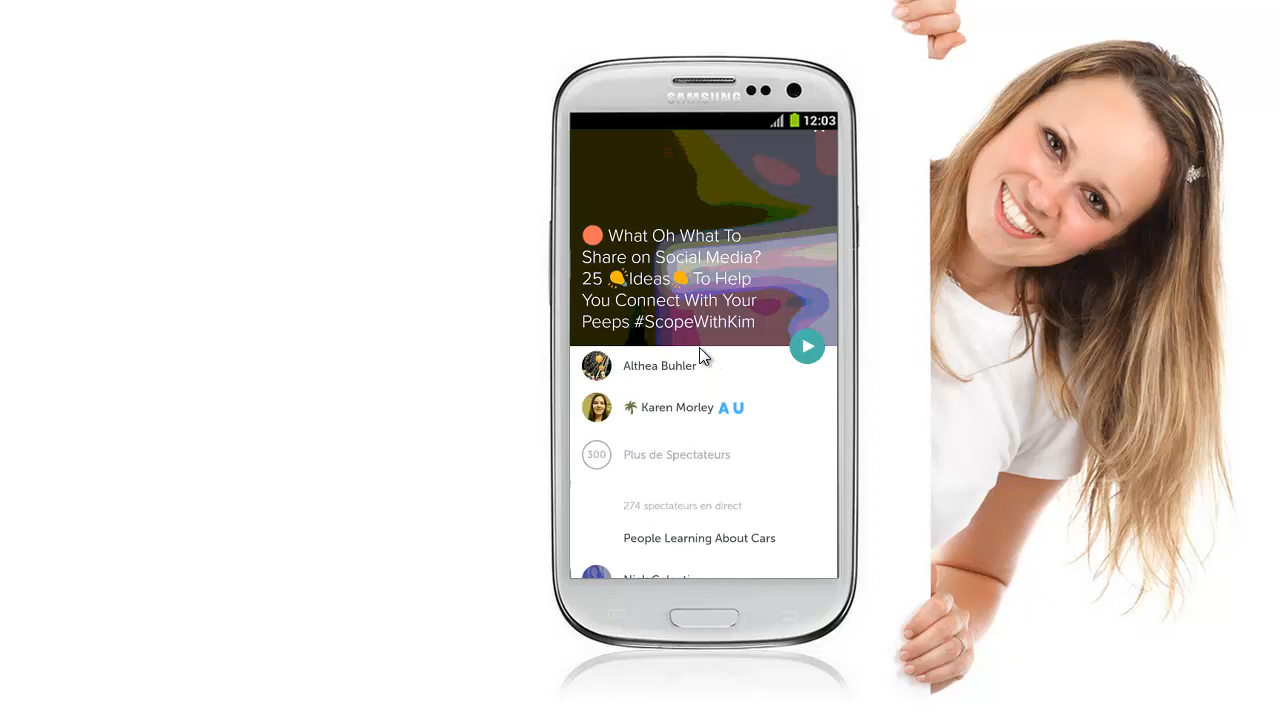 SAMSUNG
12:03
What Oh What To
Share on Social Media?
25 Ideas To Help
You Connect With Your
Peeps #ScopeWithKim
Althea Buhler
Karen Morley A U
300 Plus de Spectateurs
274 spectateurs en direct
People Learning About Cars